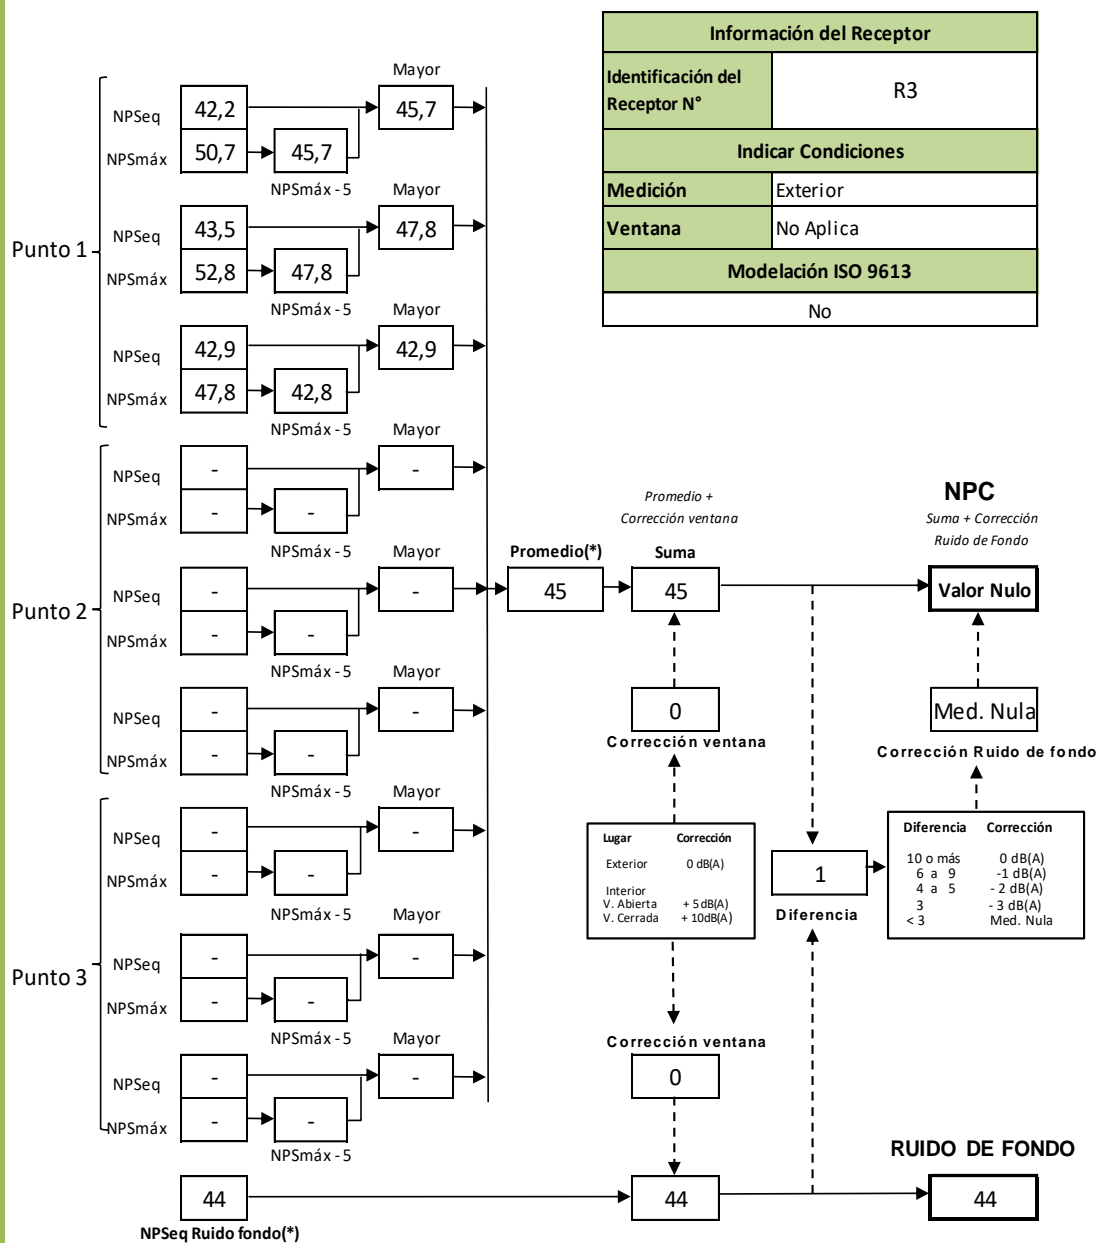 Información del Receptor
Identificación del Receptor N°
R3
Indicar Condiciones
Medición
Exterior
Ventana
No Aplica
Modelación ISO 9613
No
Punto 1
Mayor
NPSeq
42,2
45,7
NPSmáx
50,7
45,7
NPSmáx - 5
Mayor
NPSeq
43,5
47,8
NPSmáx
52,8
47,8
NPSmáx - 5
Mayor
NPSeq
42,9
42,9
NPSmáx
47,8
42,8
NPSmáx - 5
Punto 2
Mayor
NPSeq
-
-
NPSmáx
-
-
NPSmáx - 5
Mayor
NPSeq
-
-
NPSmáx
-
-
NPSmáx - 5
Mayor
NPSeq
-
-
NPSmáx
-
-
NPSmáx - 5
Punto 3
Mayor
NPSeq
-
-
NPSmáx
-
-
NPSmáx - 5
Mayor
NPSeq
-
-
NPSmáx
-
-
NPSmáx - 5
Mayor
NPSeq
-
-
NPSmáx
-
-
NPSmáx - 5
44
NPSeq Ruido fondo(*)
Promedio(*)
45
Promedio +
Corrección ventana
Suma
45
0
Corrección ventana
Lugar Corrección
Exterior 0 dB(A)
Interior
V. Abierta + 5 dB(A)
V. Cerrada + 10dB(A)
Corrección ventana
0
44
1
Diferencia
NPC
Suma + Corrección
Ruido de Fondo
Valor Nulo
Med. Nula
Corrección Ruido de fondo
Diferencia Corrección
10 o más 0 dB(A)
6 a 9 -1 dB(A)
4 a 5 - 2 dB(A)
3 - 3 dB(A)
< 3 Med. Nula
RUIDO DE FONDO
44